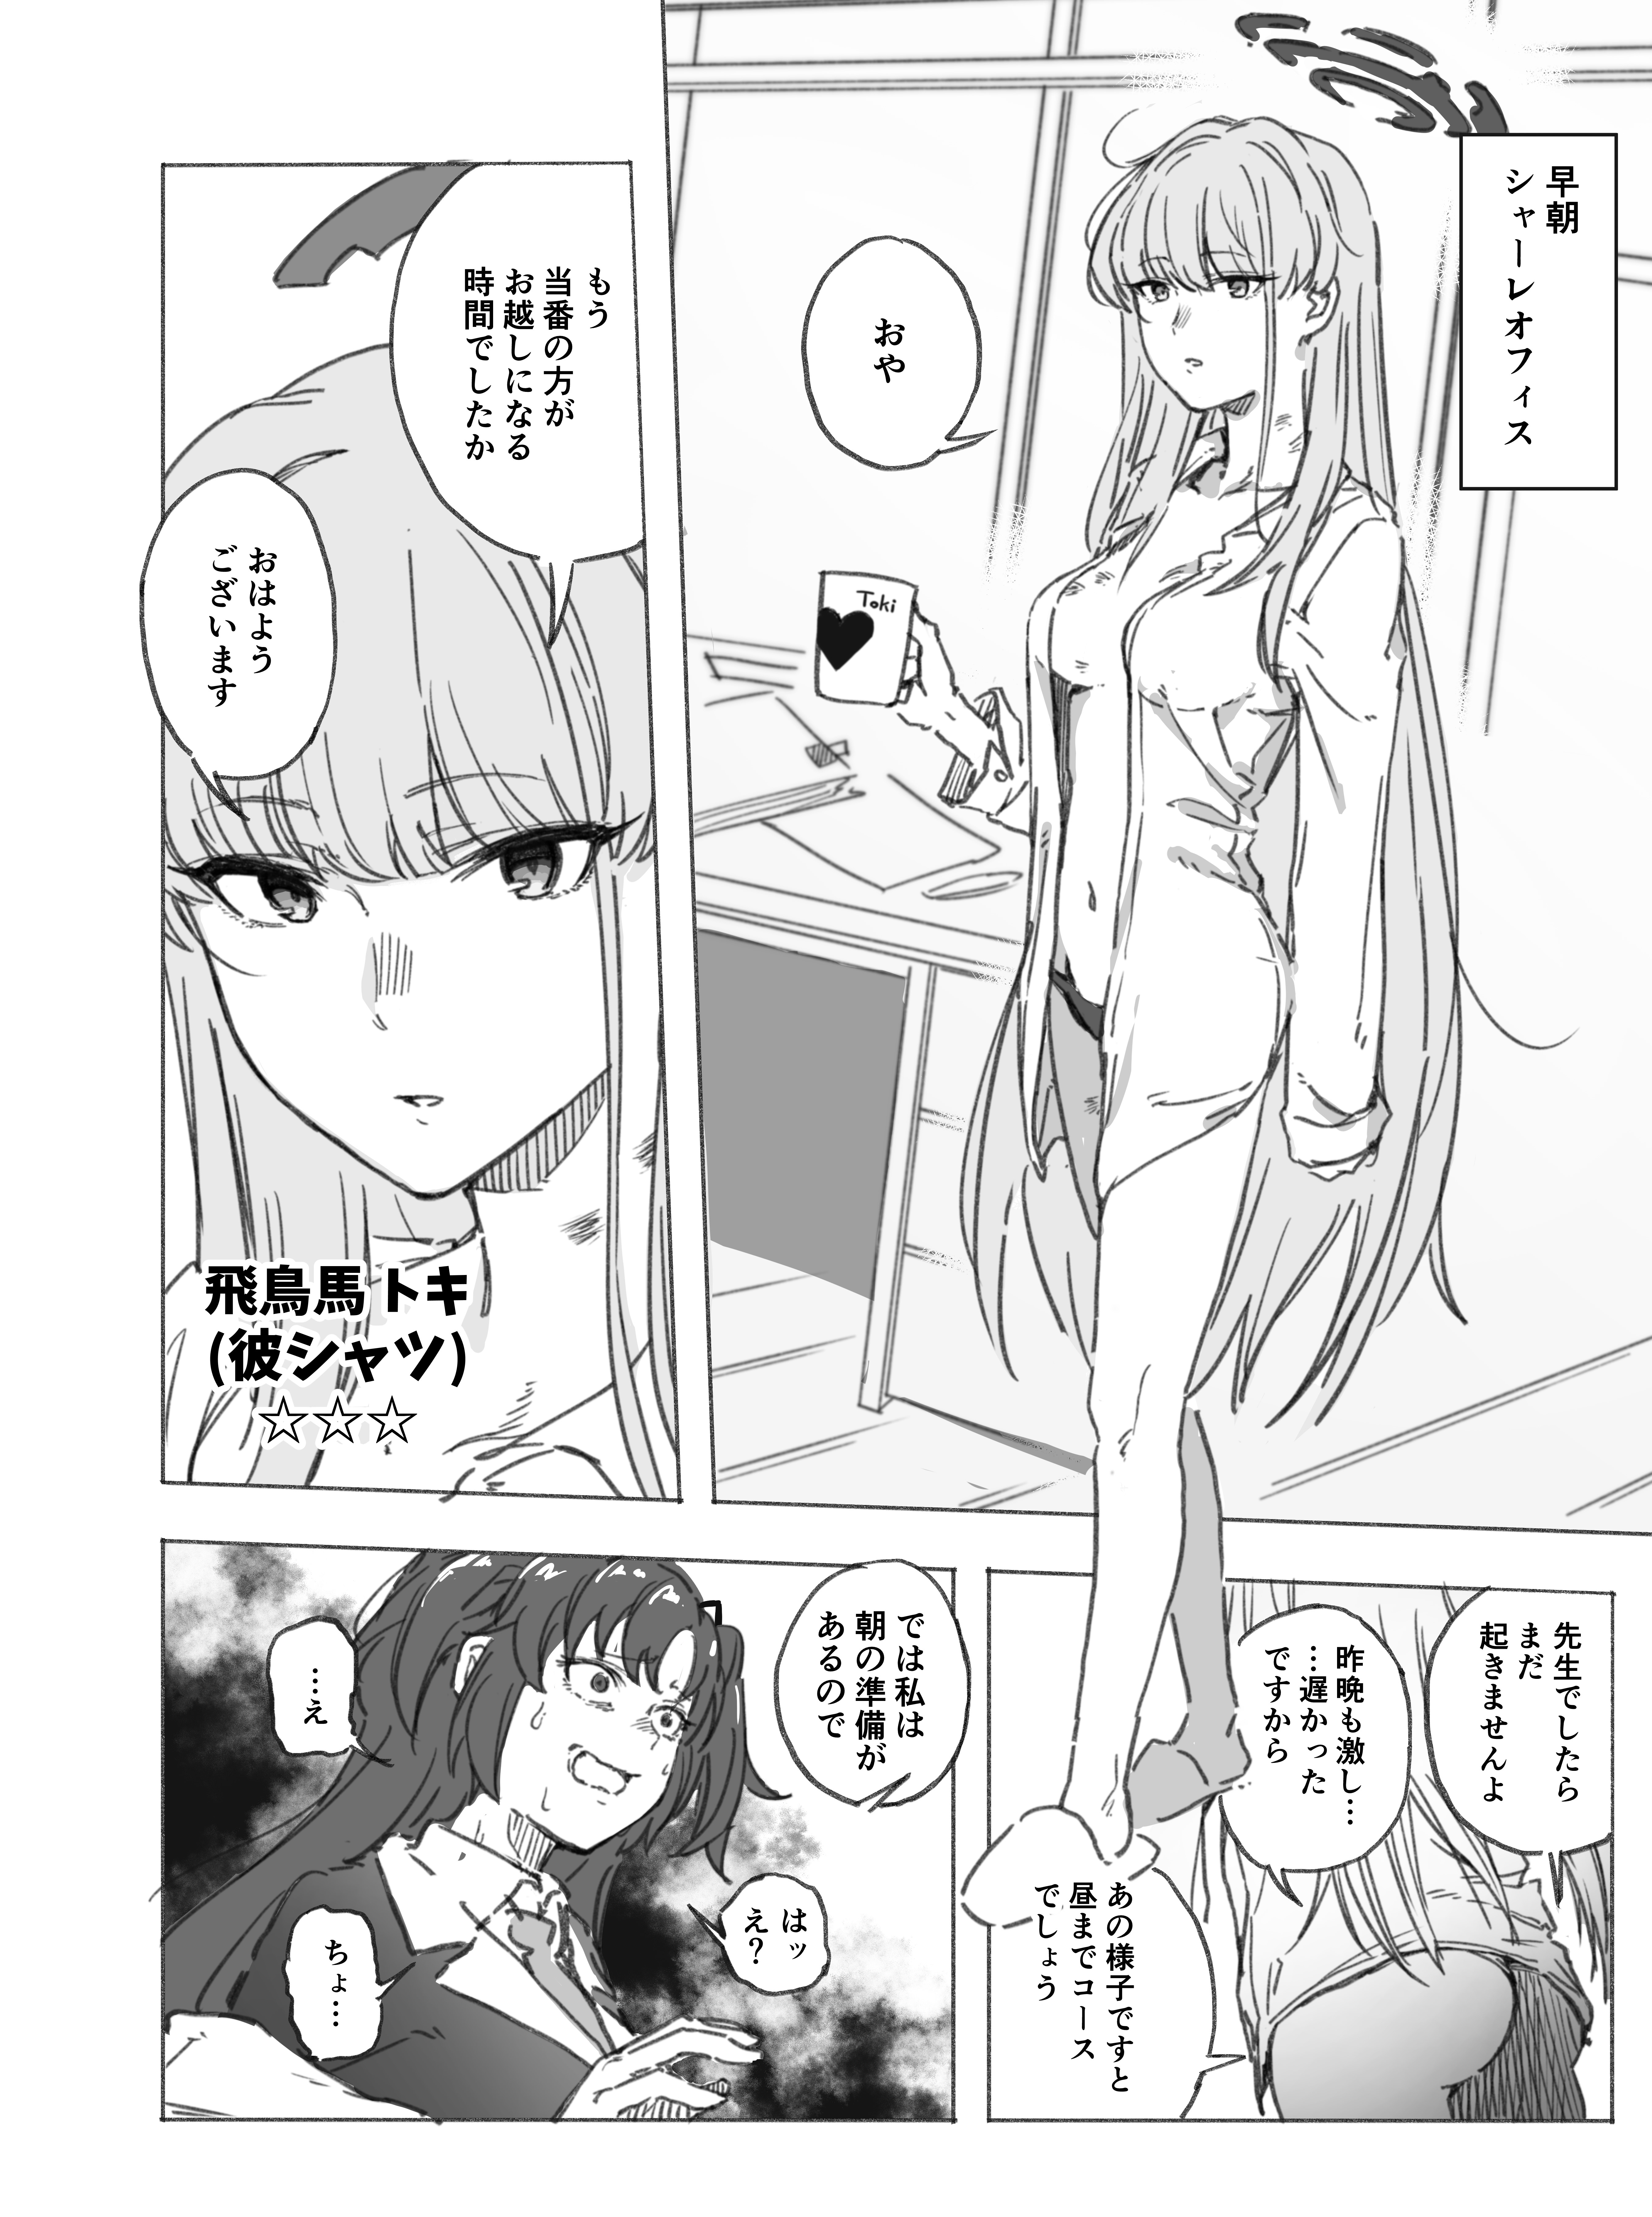 早朝
シャーレオフィス
おや
Toki
もう
当番の方が
お越しになる
時間でしたか
おはよう
ございます
飛鳥馬トキ
(彼シャツ)
☆☆☆
先生でしたら
まだ
起きませんよ
昨晩も激し…
…遅かった
ですから
あの様子ですと
昼までコース
でしょう
では私は
朝の準備が
あるので
はッ
え?
…え
ちょ…